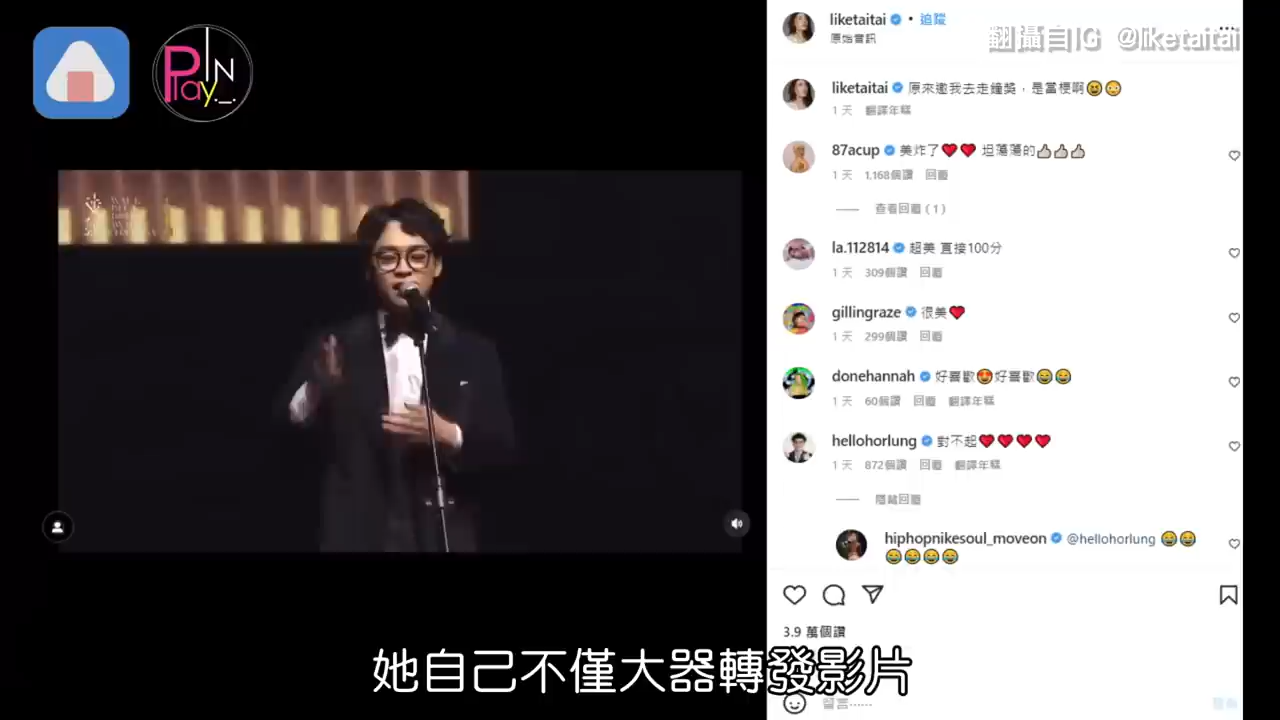 PIN
Play._.
liketaitai • 追蹤
原始音訊
翻攝自IG @liketaitai
liketaitai 原來邀我去走鐘獎，是當梗啊😆😳
1 天 翻譯年糕
87acup 美炸了❤️❤️ 坦蕩蕩的👍👍👍
1 天 1,168個讚 回覆
查看回覆（1）
la.112814 超美 直接100分
1 天 309個讚 回覆
gillingraze 很美❤️
1 天 299個讚 回覆
donehannah 好喜歡😍好喜歡😂😂
1 天 60個讚 回覆 翻譯年糕
hellohorlung 對不起❤️❤️❤️❤️
1 天 872個讚 回覆 翻譯年糕
隱藏回覆
hiphopnikesoul_moveon @hellohorlung 😂😂
😂😂😂😂
3.9 萬個讚
她自己不僅大器轉發影片
留言……